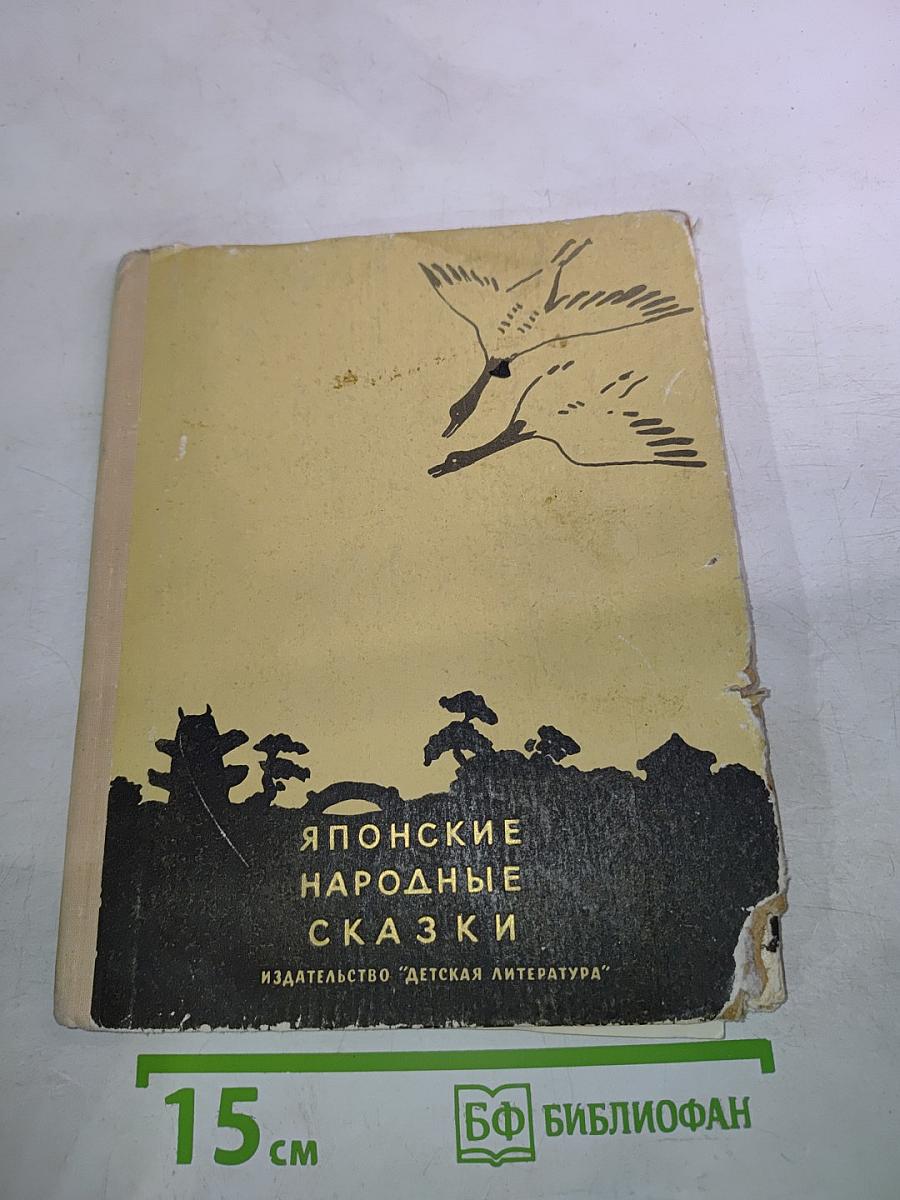 ЯПОНСКИЕ
НАРОДНЫЕ
СКАЗКИ
ИЗДАТЕЛЬСТВО "ДЕТСКАЯ ЛИТЕРАТУРА"
15 см
БФ БИБЛИОФАН